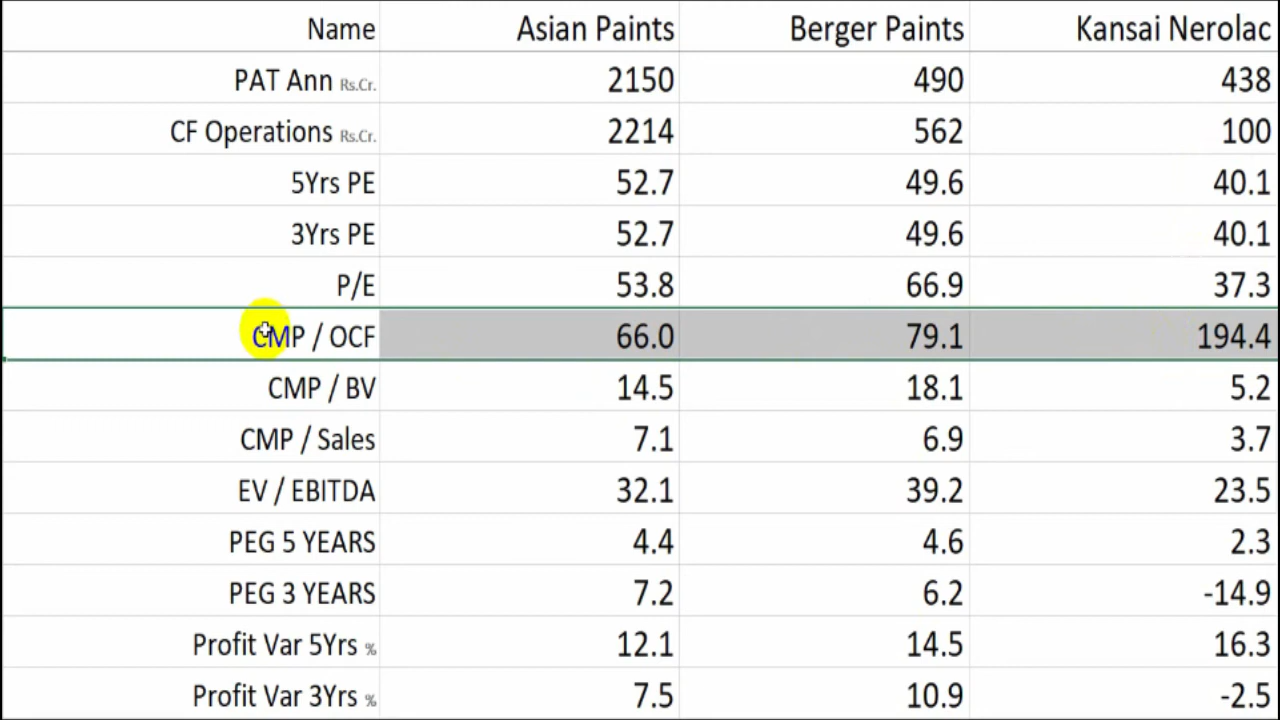 Name Asian Paints Berger Paints Kansai Nerolac
PAT Ann Rs.Cr. 2150 490 438
CF Operations Rs.Cr. 2214 562 100
5Yrs PE 52.7 49.6 40.1
3Yrs PE 52.7 49.6 40.1
P/E 53.8 66.9 37.3
CMP / OCF 66.0 79.1 194.4
CMP / BV 14.5 18.1 5.2
CMP / Sales 7.1 6.9 3.7
EV / EBITDA 32.1 39.2 23.5
PEG 5 YEARS 4.4 4.6 2.3
PEG 3 YEARS 7.2 6.2 -14.9
Profit Var 5Yrs % 12.1 14.5 16.3
Profit Var 3Yrs % 7.5 10.9 -2.5